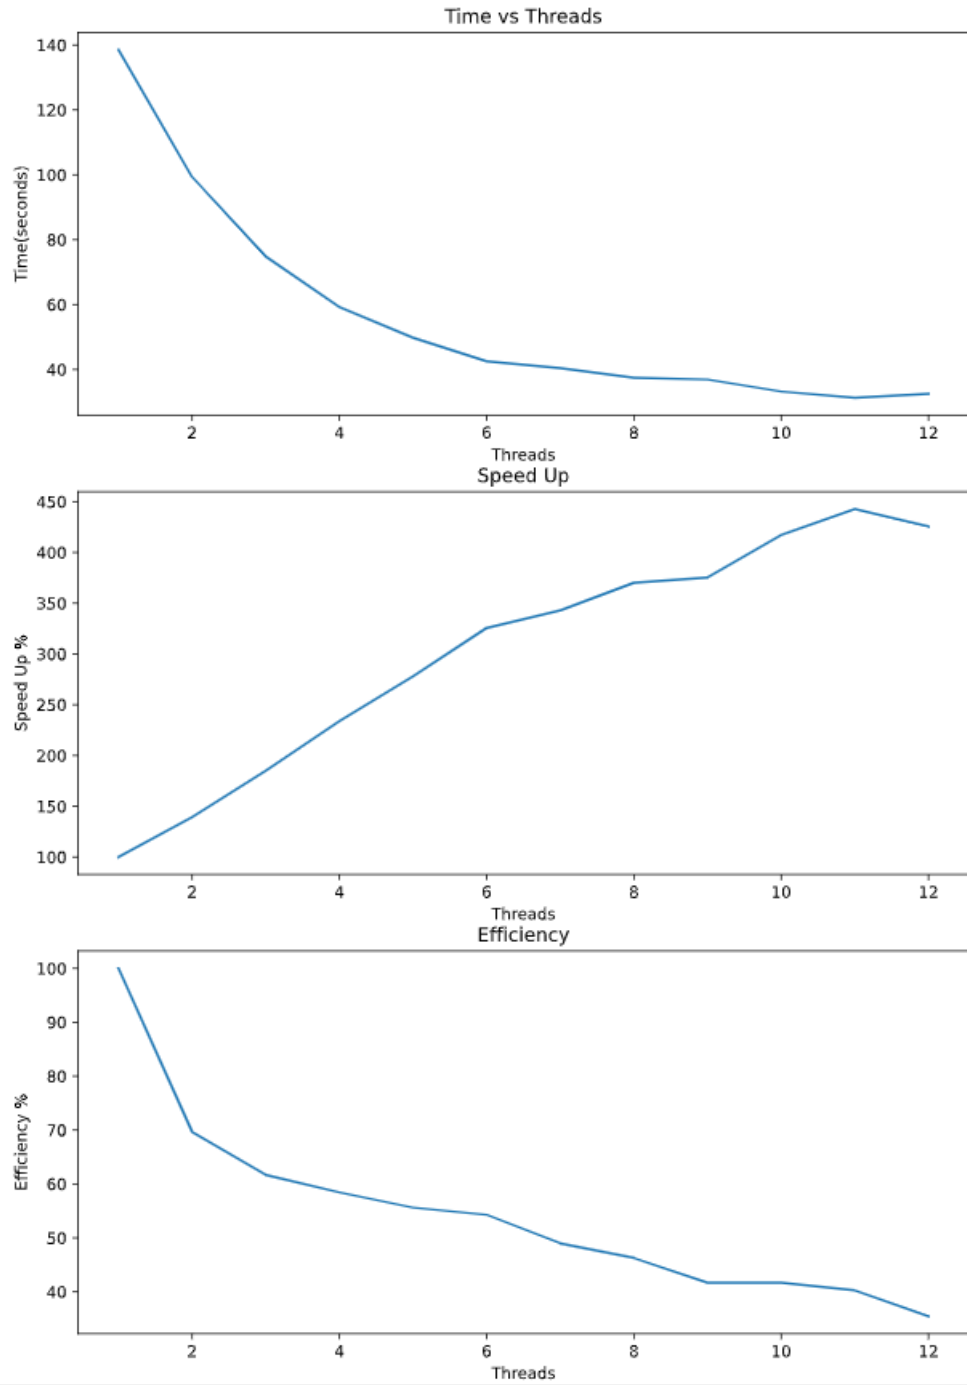 Time vs Threads
140
120
100
80
60
40
Time(seconds)
2 4 6 8 10 12
Threads
Speed Up
450
400
350
300
250
200
150
100
Speed Up %
2 4 6 8 10 12
Threads
Efficiency
100
90
80
70
60
50
40
Efficiency %
2 4 6 8 10 12
Threads